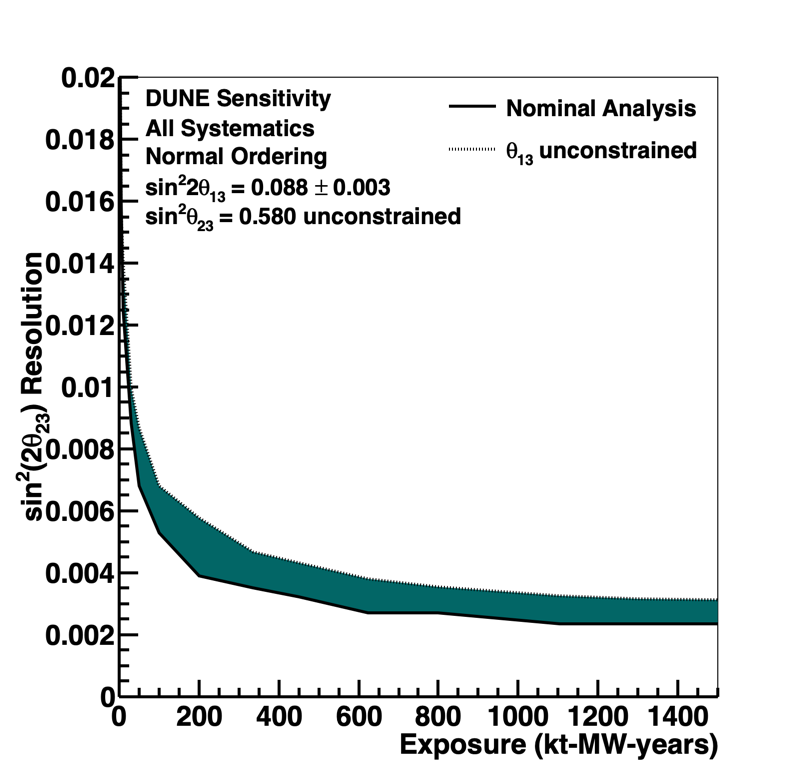 DUNE Sensitivity
All Systematics
Normal Ordering
sin²2θ₁₃ = 0.088 ± 0.003
sin²θ₂₃ = 0.580 unconstrained
Nominal Analysis
θ₁₃ unconstrained
sin²(2θ₂₃) Resolution
0.02
0.018
0.016
0.014
0.012
0.01
0.008
0.006
0.004
0.002
0
0 200 400 600 800 1000 1200 1400
Exposure (kt-MW-years)